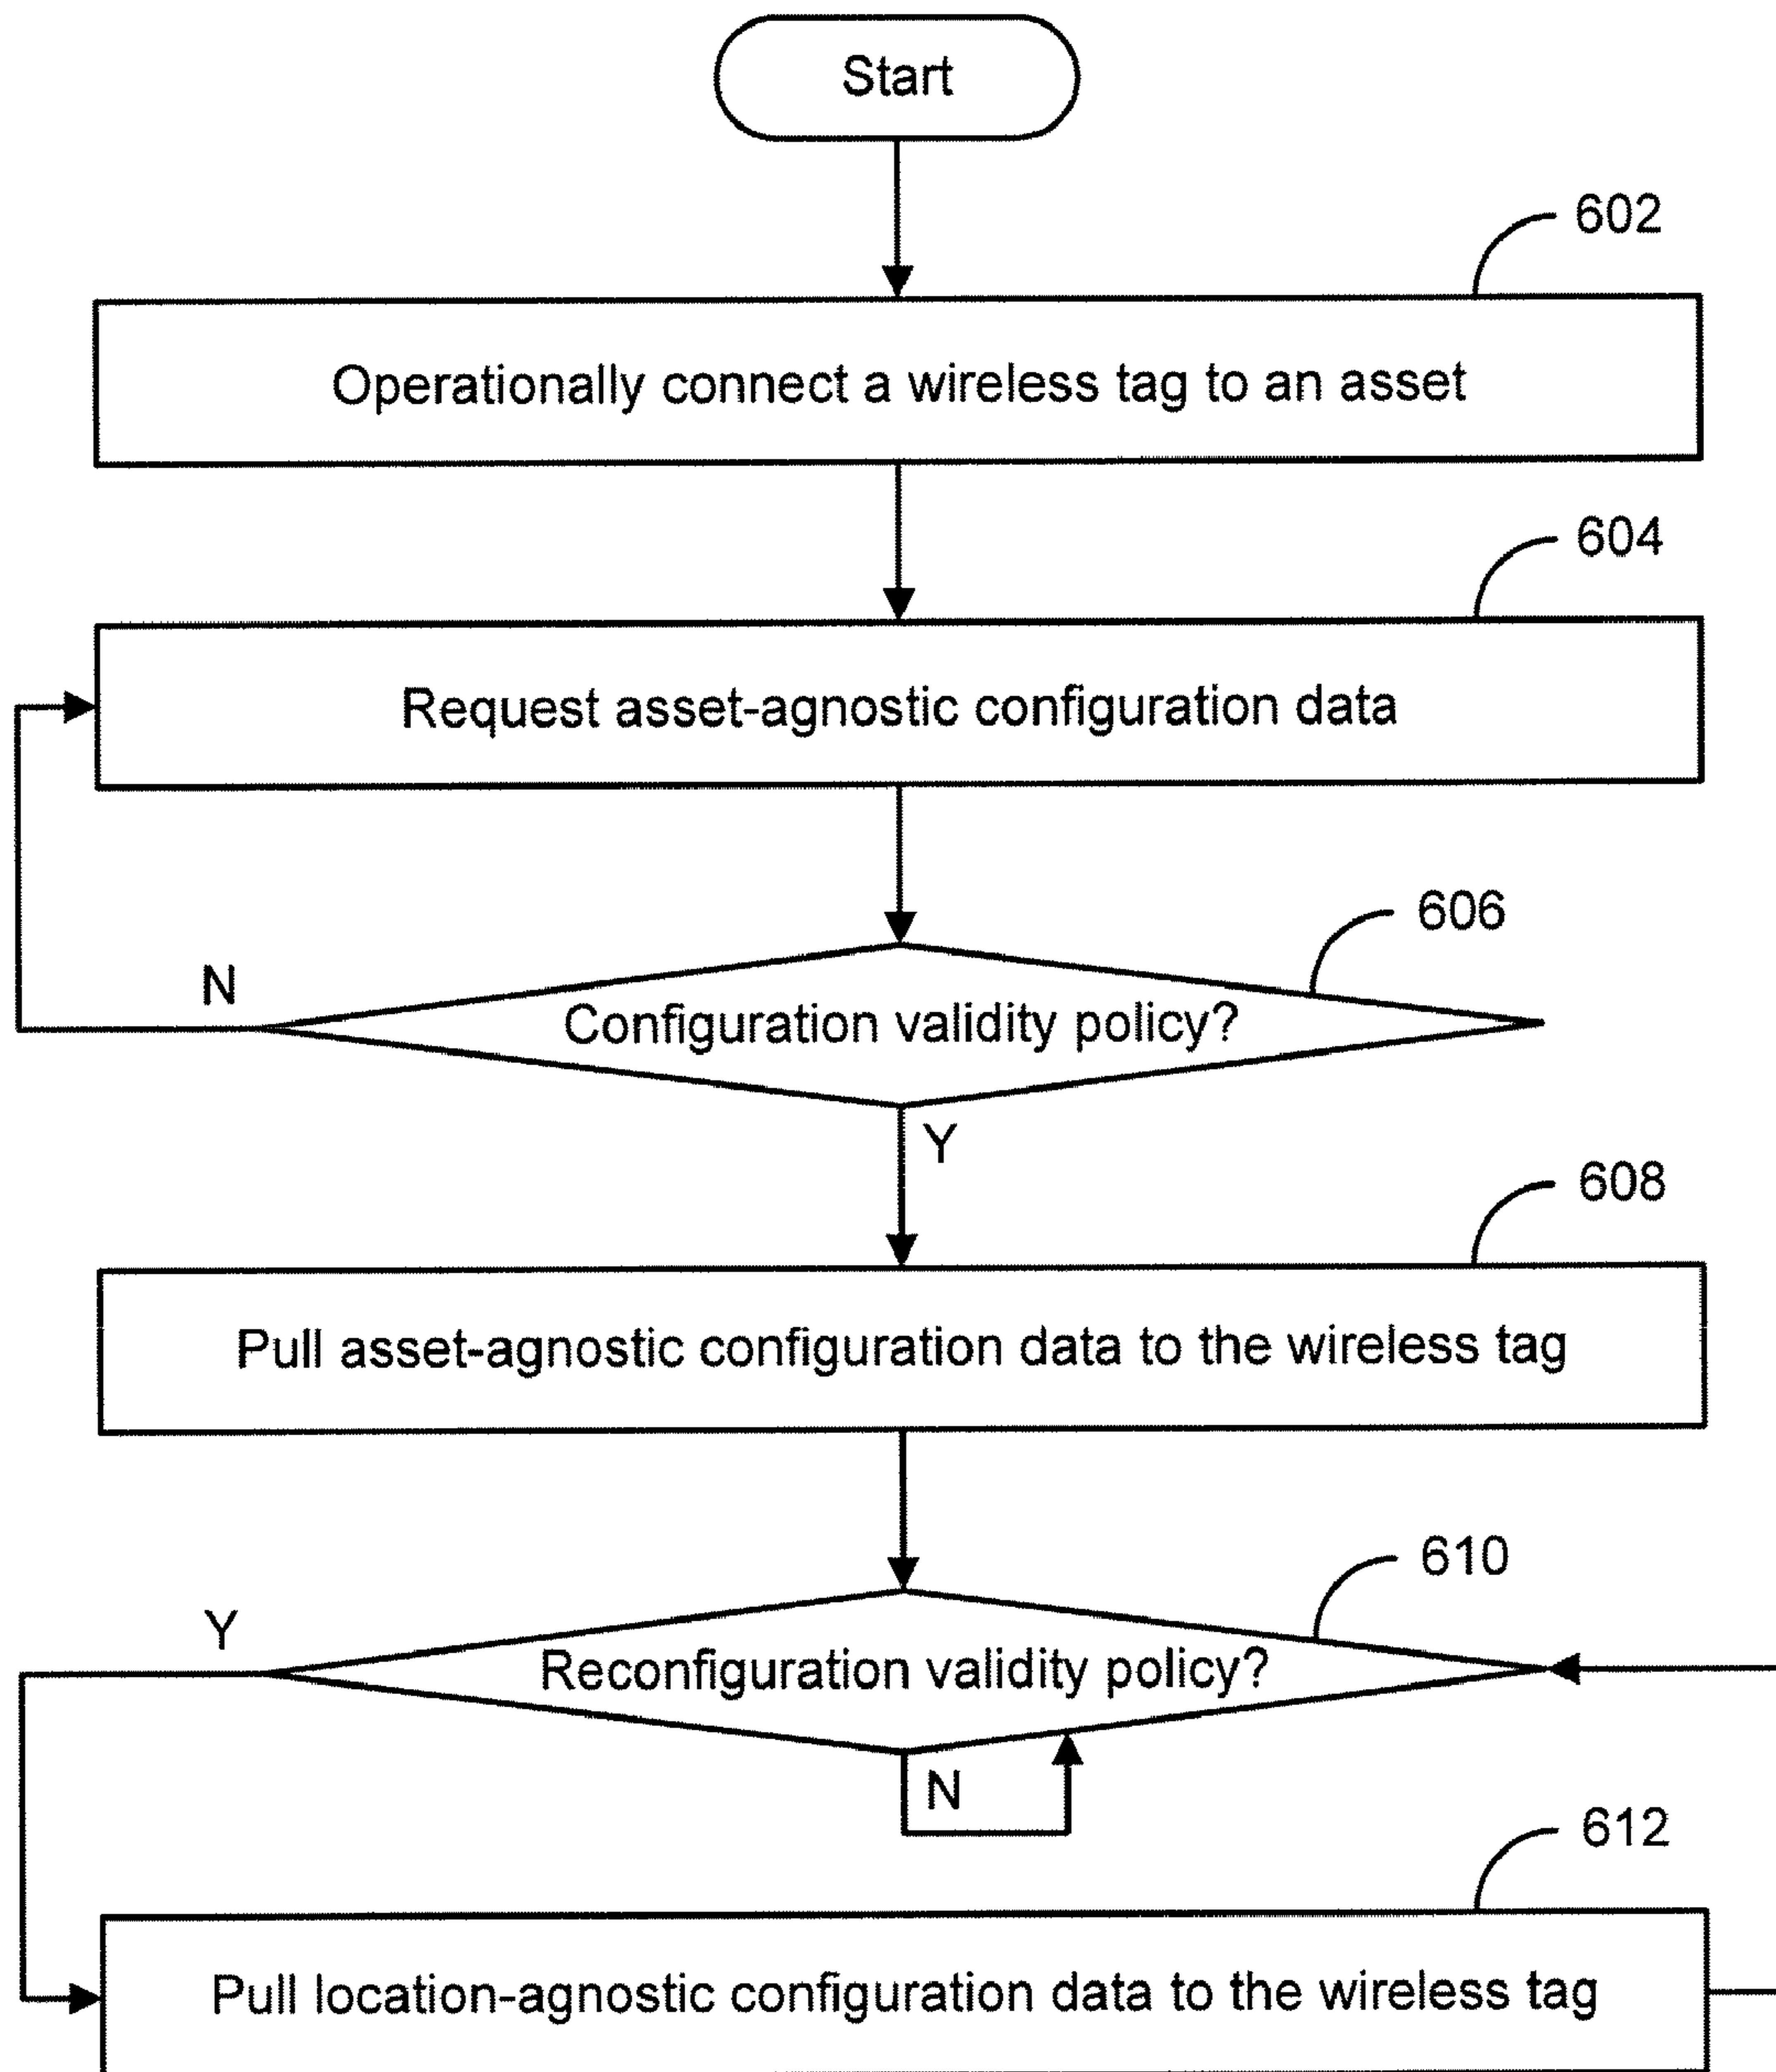 Start
602
Operationally connect a wireless tag to an asset
604
Request asset-agnostic configuration data
606
N
Configuration validity policy?
Y
608
Pull asset-agnostic configuration data to the wireless tag
610
Y
Reconfiguration validity policy?
N
612
Pull location-agnostic configuration data to the wireless tag